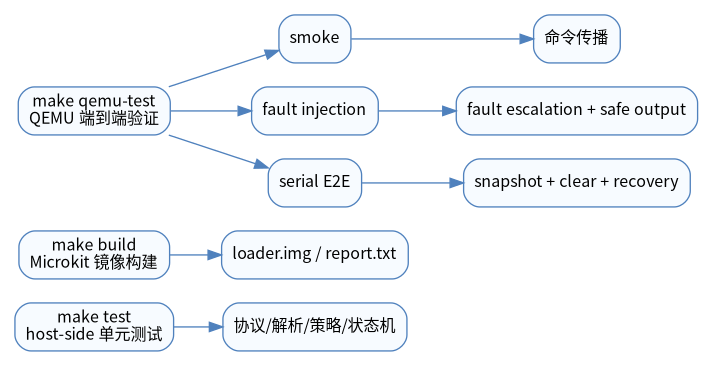 smoke
命令传播
make qemu-test
QEMU 端到端验证
fault injection
fault escalation + safe output
serial E2E
snapshot + clear + recovery
make build
Microkit 镜像构建
loader.img / report.txt
make test
host-side 单元测试
协议/解析/策略/状态机